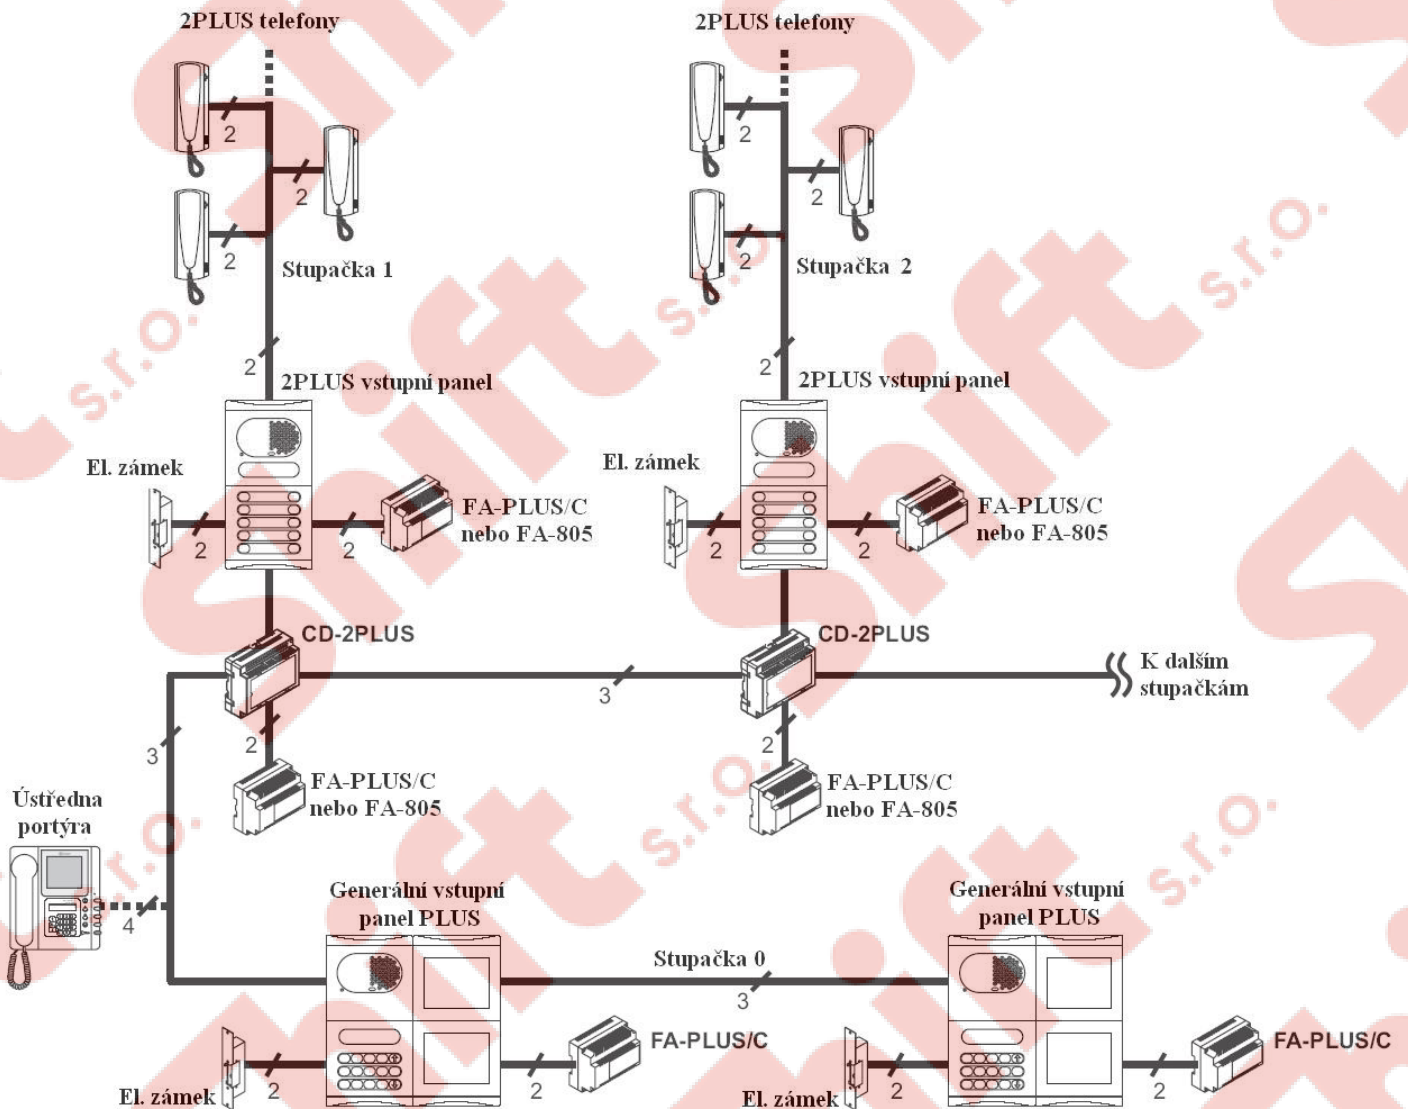 2PLUS telefony
2PLUS telefony
2
2
2
2
2
2
Stupačka 1
Stupačka 2
2
2
2PLUS vstupní panel
2PLUS vstupní panel
El. zámek
El. zámek
FA-PLUS/C
nebo FA-805
FA-PLUS/C
nebo FA-805
2
2
2
2
CD-2PLUS
CD-2PLUS
K dalším
stupačkám
3
3
2
2
FA-PLUS/C
nebo FA-805
FA-PLUS/C
nebo FA-805
Ústředna
portýra
4
Generální vstupní
panel PLUS
Generální vstupní
panel PLUS
Stupačka 0
3
FA-PLUS/C
FA-PLUS/C
El. zámek
2
2
El. zámek
2
2
Shift s.r.o.